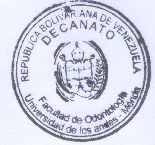 REPUBLICA BOLIVARIANA DE VENEZUELA
DECANATO
Facultad de Odontología
Universidad de los andes - Mérida